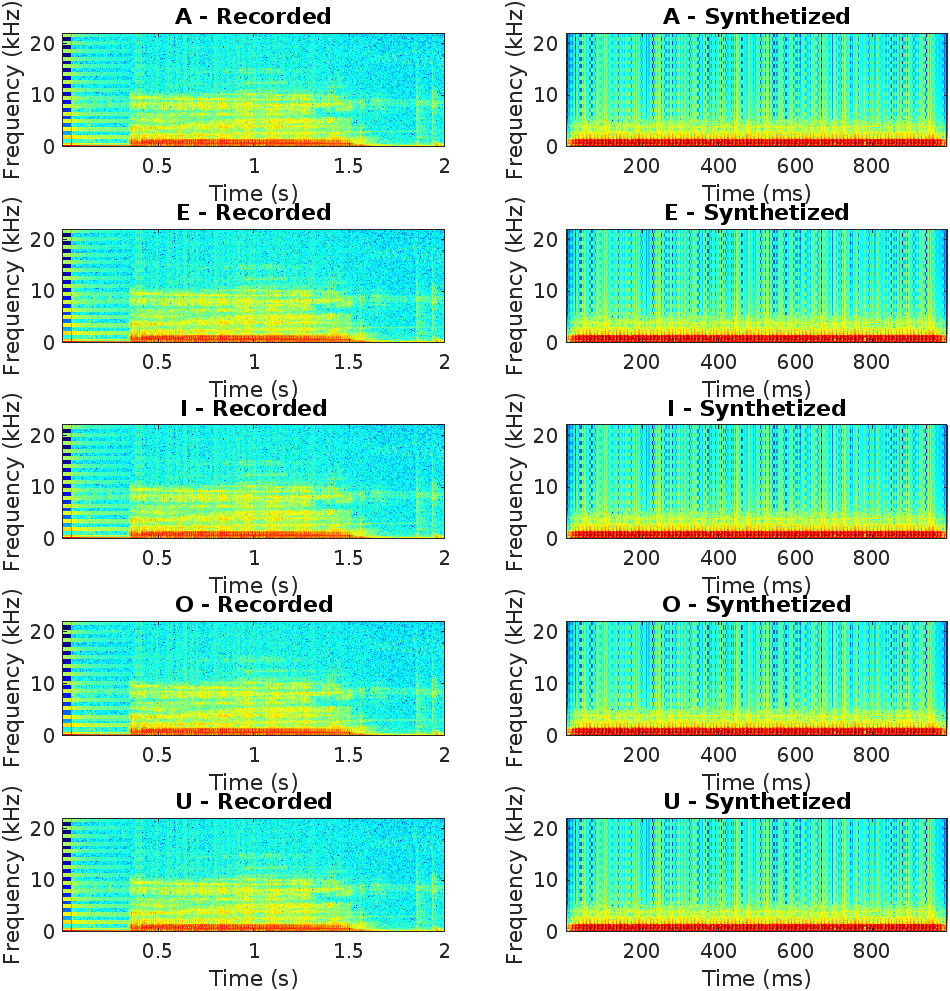 A - Recorded
A - Synthetized
Frequency (kHz)
20
10
0
0.5
1
1.5
2
Time (s)
Frequency (kHz)
20
10
0
200
400
600
800
Time (ms)
E - Recorded
E - Synthetized
Frequency (kHz)
20
10
0
0.5
1
1.5
2
Time (s)
Frequency (kHz)
20
10
0
200
400
600
800
Time (ms)
I - Recorded
I - Synthetized
Frequency (kHz)
20
10
0
0.5
1
1.5
2
Time (s)
Frequency (kHz)
20
10
0
200
400
600
800
Time (ms)
O - Recorded
O - Synthetized
Frequency (kHz)
20
10
0
0.5
1
1.5
2
Time (s)
Frequency (kHz)
20
10
0
200
400
600
800
Time (ms)
U - Recorded
U - Synthetized
Frequency (kHz)
20
10
0
0.5
1
1.5
2
Time (s)
Frequency (kHz)
20
10
0
200
400
600
800
Time (ms)